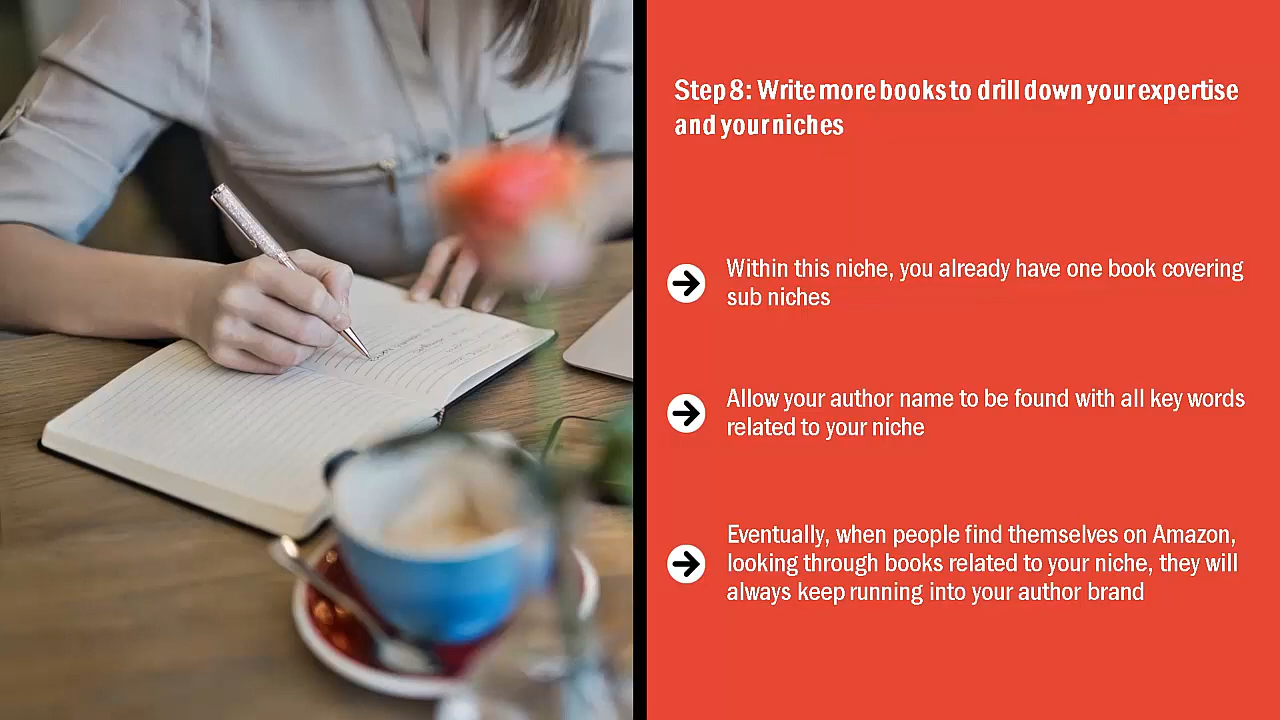 Step 8: Write more books to drill down your expertise
and your niches
Within this niche, you already have one book covering
sub niches
Allow your author name to be found with all key words
related to your niche
Eventually, when people find themselves on Amazon,
looking through books related to your niche, they will
always keep running into your author brand